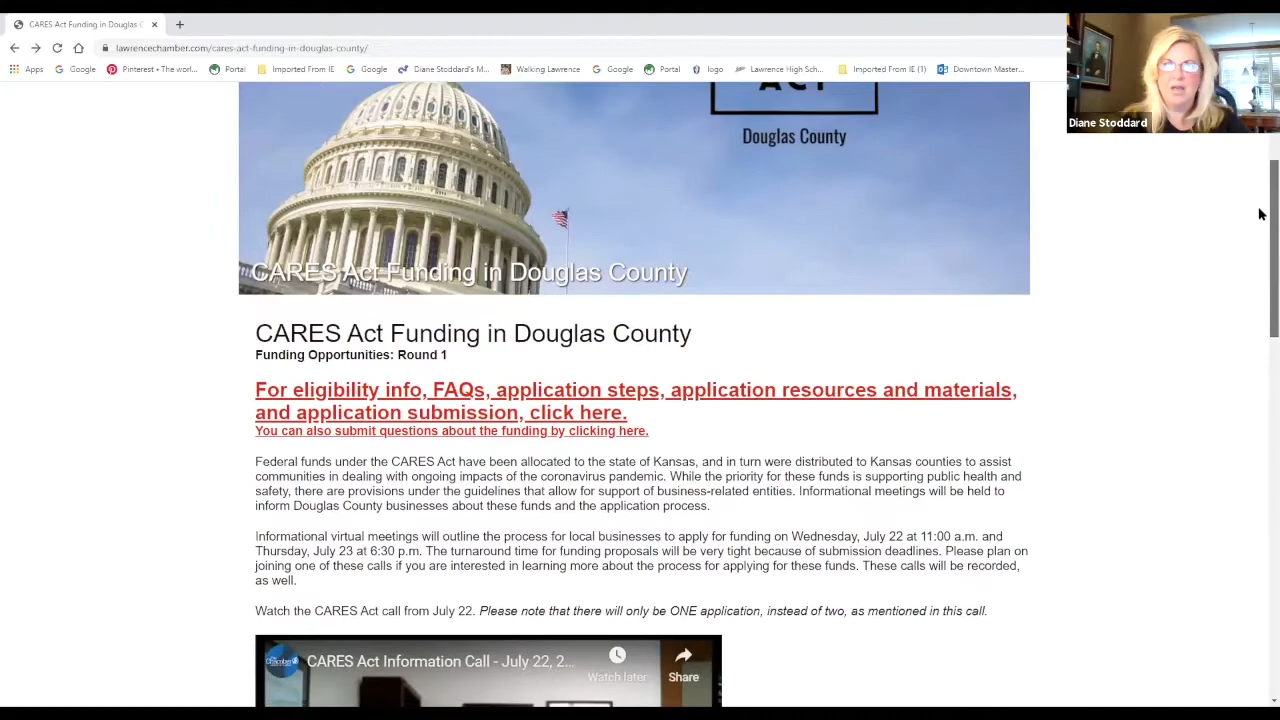 CARES Act Funding in Douglas C
lawrencechamber.com/cares-act-funding-in-douglas-county/
Apps Google Pinterest • The worl... Portal Imported From IE Google Diane Stoddard's M... Walking Lawrence Google Portal logo Lawrence High Sch... Imported From IE (1) Downtown Master...
Diane Stoddard
ACT
Douglas County
CARES Act Funding in Douglas County
CARES Act Funding in Douglas County
Funding Opportunities: Round 1
For eligibility info, FAQs, application steps, application resources and materials,
and application submission, click here.
You can also submit questions about the funding by clicking here.
Federal funds under the CARES Act have been allocated to the state of Kansas, and in turn were distributed to Kansas counties to assist
communities in dealing with ongoing impacts of the coronavirus pandemic. While the priority for these funds is supporting public health and
safety, there are provisions under the guidelines that allow for support of business-related entities. Informational meetings will be held to
inform Douglas County businesses about these funds and the application process.
Informational virtual meetings will outline the process for local businesses to apply for funding on Wednesday, July 22 at 11:00 a.m. and
Thursday, July 23 at 6:30 p.m. The turnaround time for funding proposals will be very tight because of submission deadlines. Please plan on
joining one of these calls if you are interested in learning more about the process for applying for these funds. These calls will be recorded,
as well.
Watch the CARES Act call from July 22. Please note that there will only be ONE application, instead of two, as mentioned in this call.
CARES Act Information Call - July 22, 2...
Watch later
Share